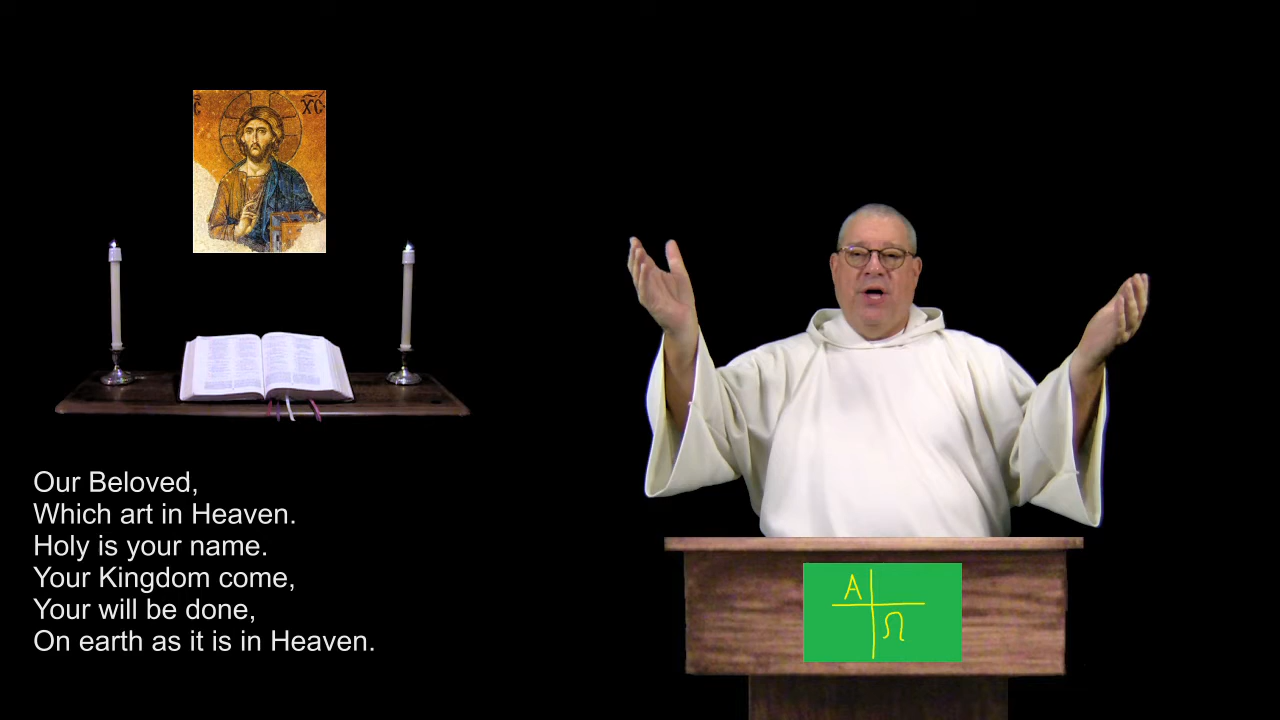 C XC
Our Beloved,
Which art in Heaven.
Holy is your name.
Your Kingdom come,
Your will be done,
On earth as it is in Heaven.
A
Ω